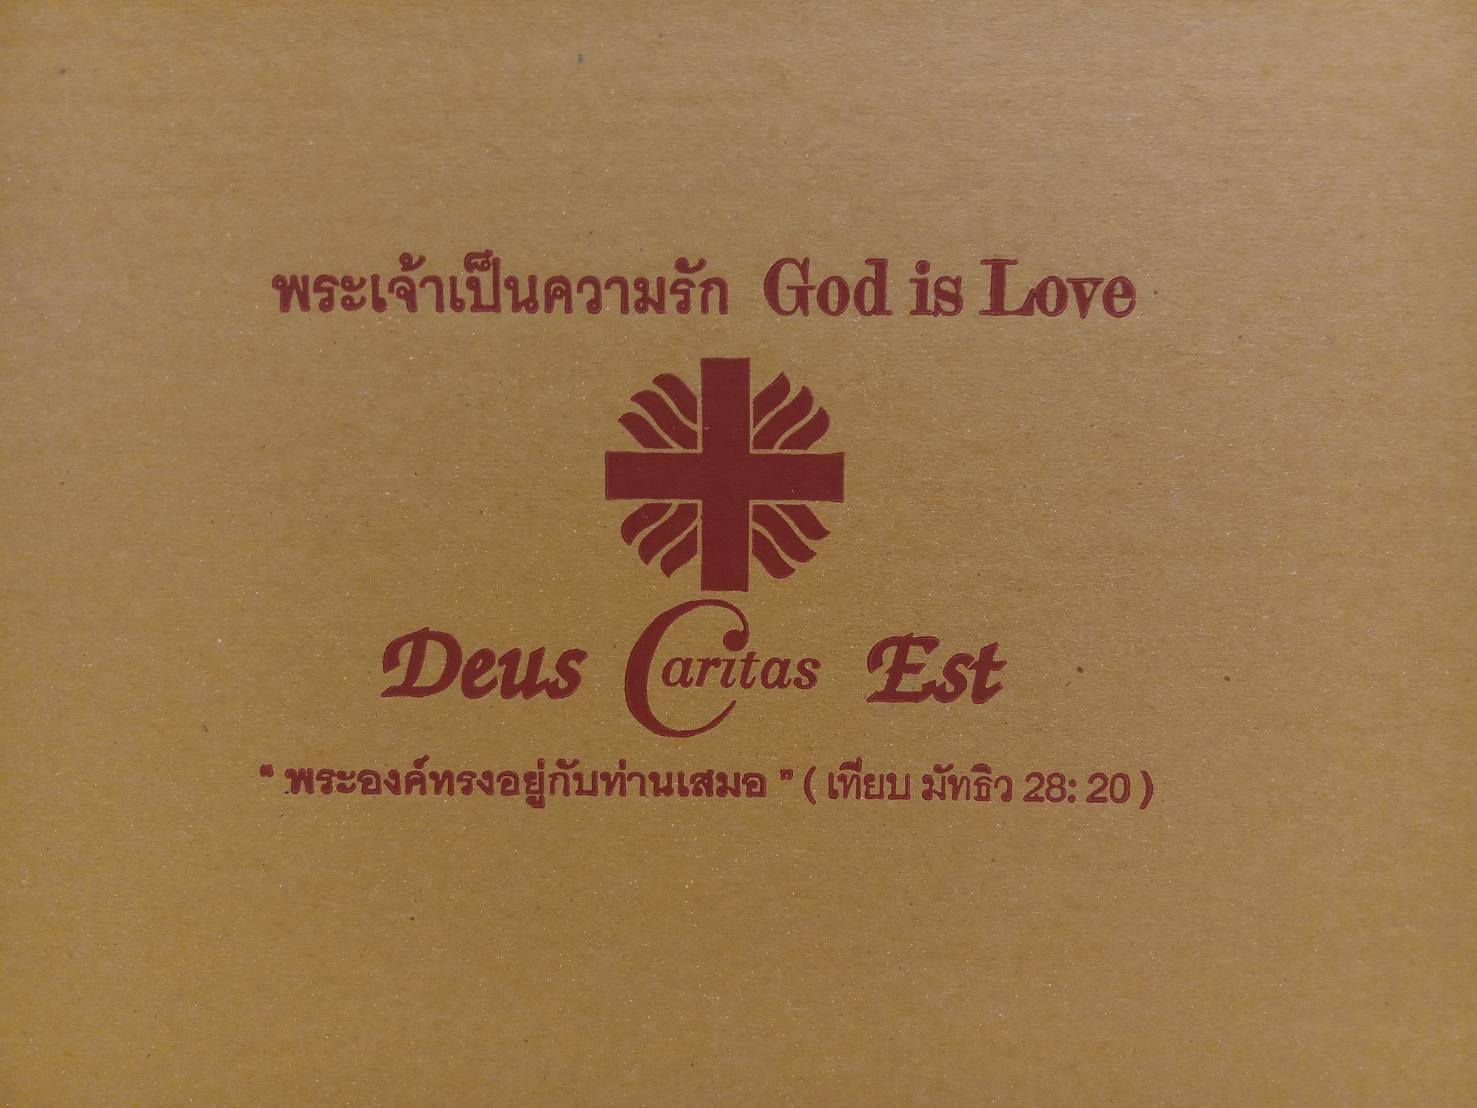 พระเจ้าเป็นความรัก God is Love
Deus Caritas Est
“ พระองค์ทรงอยู่กับท่านเสมอ ” ( เทียบ มัทธิว 28: 20 )